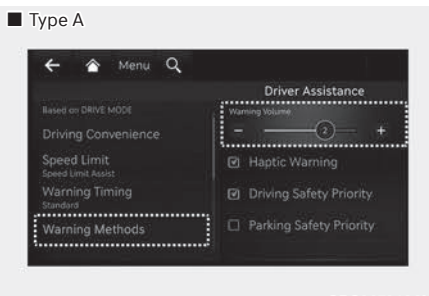 ■ Type A
Menu
Driver Assistance
Based on DRIVE MODE
Driving Convenience
Speed Limit
Speed Limit Assist
Warning Timing
Standard
Warning Methods
Warning Volume
− 2 +
Haptic Warning
Driving Safety Priority
Parking Safety Priority